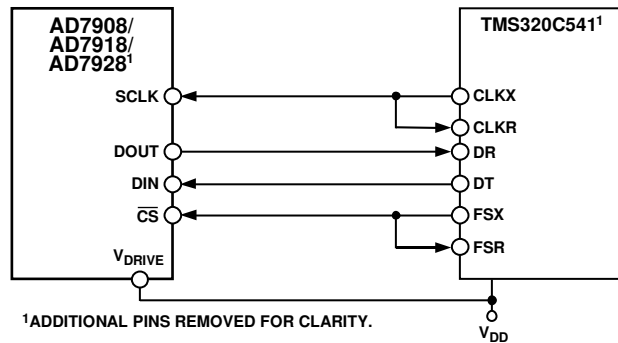 AD7908/
AD7918/
AD7928¹
TMS320C541¹
SCLK
CLKX
CLKR
DOUT
DR
DIN
DT
C̅S̅
FSX
FSR
VDRIVE
¹ADDITIONAL PINS REMOVED FOR CLARITY.
VDD